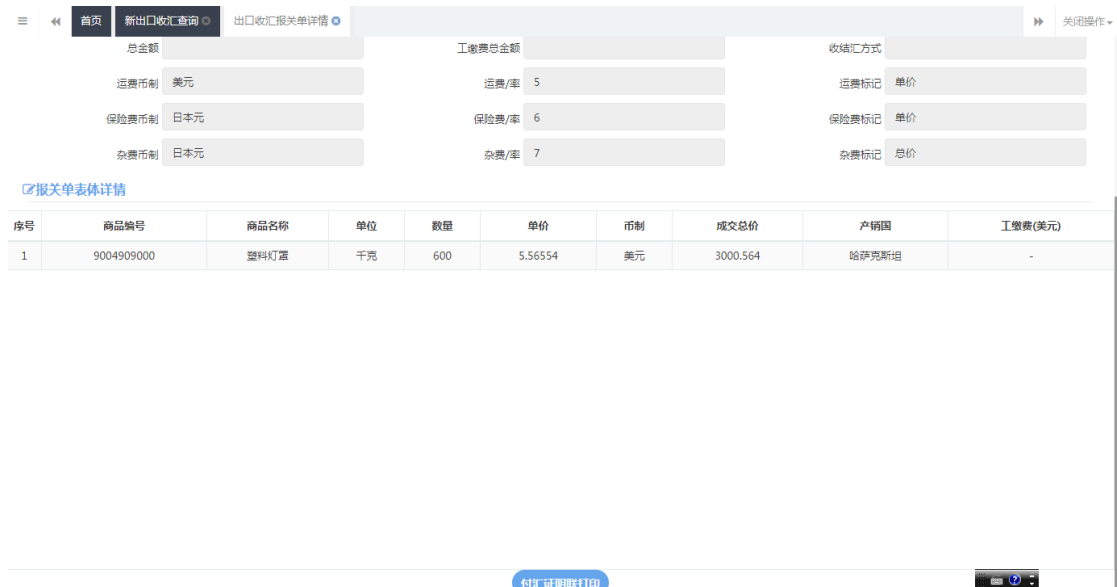 首页 新出口收汇查询 出口收汇报关单详情 关闭操作
总金额 工缴费总金额 收结汇方式
运费币制 美元 运费/率 5 运费标记 单价
保险费币制 日本元 保险费/率 6 保险费标记 单价
杂费币制 日本元 杂费/率 7 杂费标记 总价
报关单表体详情
序号 商品编号 商品名称 单位 数量 单价 币制 成交总价 产销国 工缴费(美元)
1 9004909000 塑料灯罩 千克 600 5.56554 美元 3000.564 哈萨克斯坦 -
付汇证明联打印